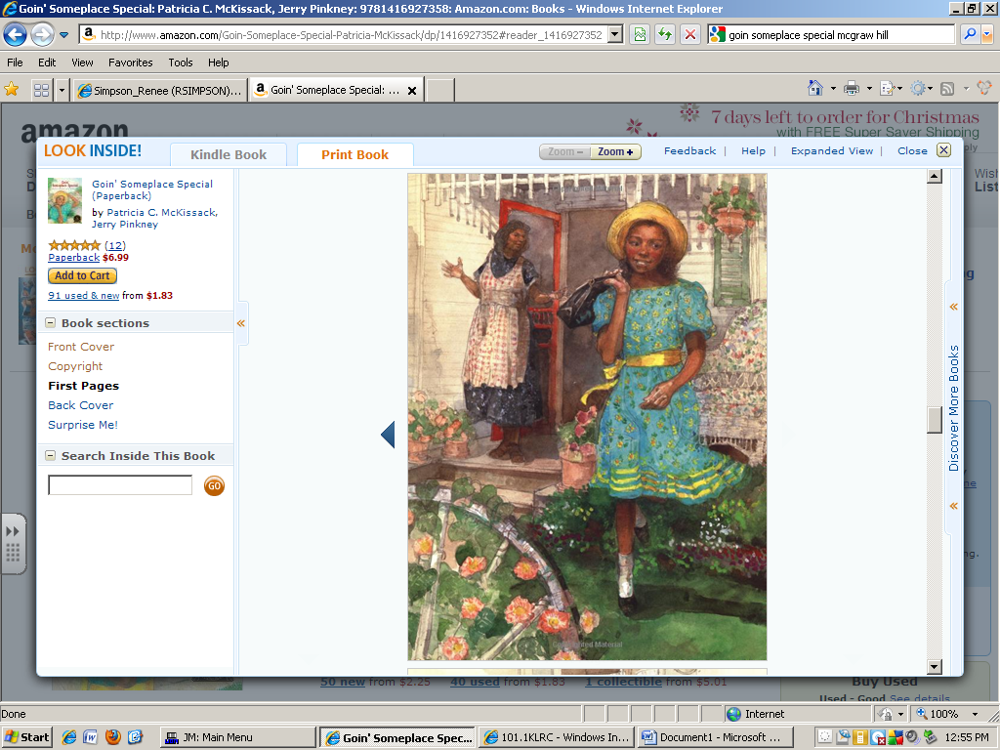 Goin' Someplace Special: Patricia C. McKissack, Jerry Pinkney: 9781416927358: Amazon.com: Books - Windows Internet Explorer
http://www.amazon.com/Goin-Someplace-Special-Patricia-McKissack/dp/1416927352#reader_1416927352
goin someplace special mcgraw hill
File Edit View Favorites Tools Help
Simpson_Renee (RSIMPSON)...
Goin' Someplace Special: ...
amazon
7 days left to order for Christmas
with FREE Super Saver Shipping
LOOK INSIDE!
Kindle Book
Print Book
Zoom –
Zoom +
Feedback | Help | Expanded View | Close
Wish
List
Goin' Someplace Special
(Paperback)
by Patricia C. McKissack,
Jerry Pinkney
(12)
Paperback $6.99
Add to Cart
91 used & new from $1.83
Book sections
Front Cover
Copyright
First Pages
Back Cover
Surprise Me!
Search Inside This Book
GO
Discover More Books
Copyrighted Material
50 new from $2.25 40 used from $1.83 1 collectible from $5.01
Buy Used
Used - Good See details
Done
Internet
100%
Start
JM: Main Menu
Goin' Someplace Spec...
101.1KLRC - Windows In...
Document1 - Microsoft ...
12:55 PM